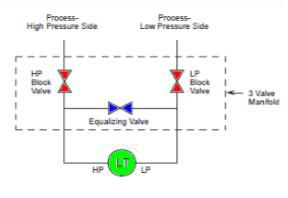 Process-
High Pressure Side
Process-
Low Pressure Side
HP
Block
Valve
LP
Block
Valve
3 Valve
Manifold
Equalizing Valve
HP
LT
LP